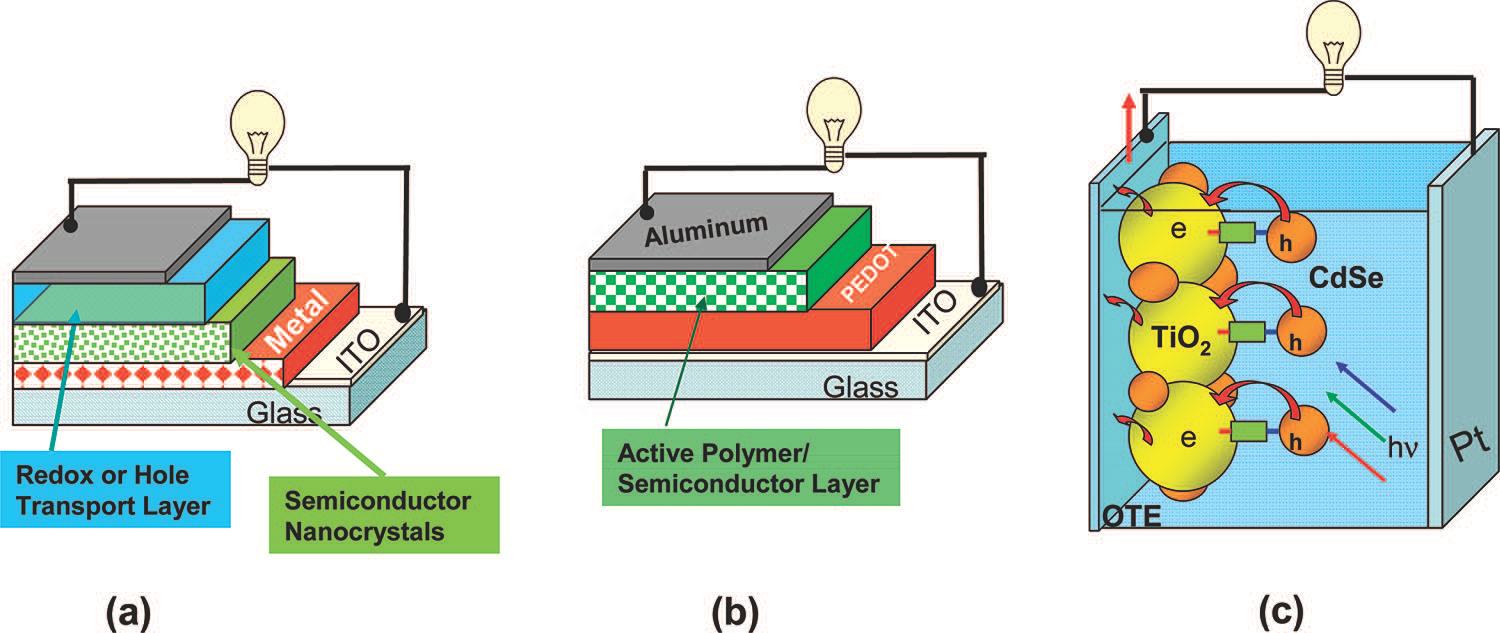 Metal
ITO
Glass
Redox or Hole
Transport Layer
Semiconductor
Nanocrystals
(a)
Aluminum
PEDOT
ITO
Glass
Active Polymer/
Semiconductor Layer
(b)
e
h
CdSe
TiO2
h
e
h
hν
Pt
OTE
(c)